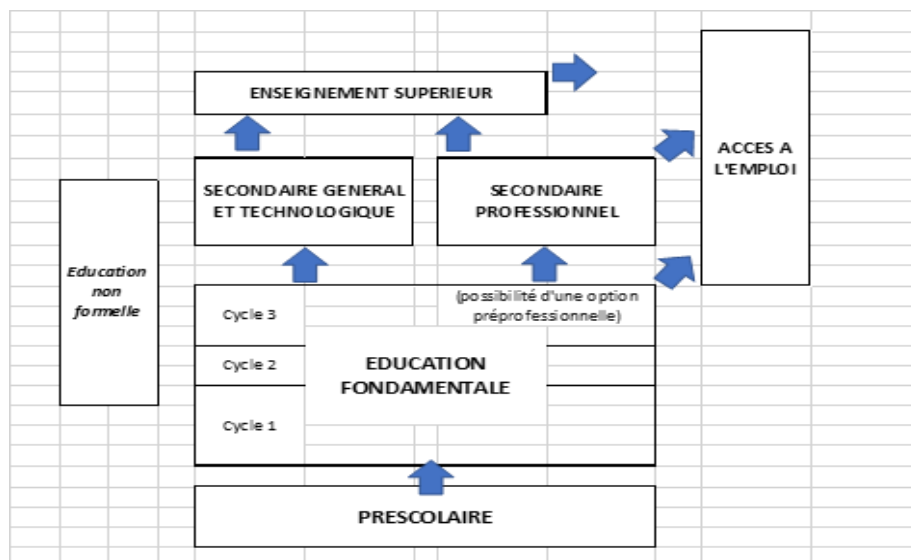 ENSEIGNEMENT SUPERIEUR
ACCES A
L'EMPLOI
SECONDAIRE GENERAL
ET TECHNOLOGIQUE
SECONDAIRE
PROFESSIONNEL
Education
non
formelle
Cycle 3
(possibilité d'une option
préprofessionnelle)
Cycle 2
EDUCATION
FONDAMENTALE
Cycle 1
PRESCOLAIRE